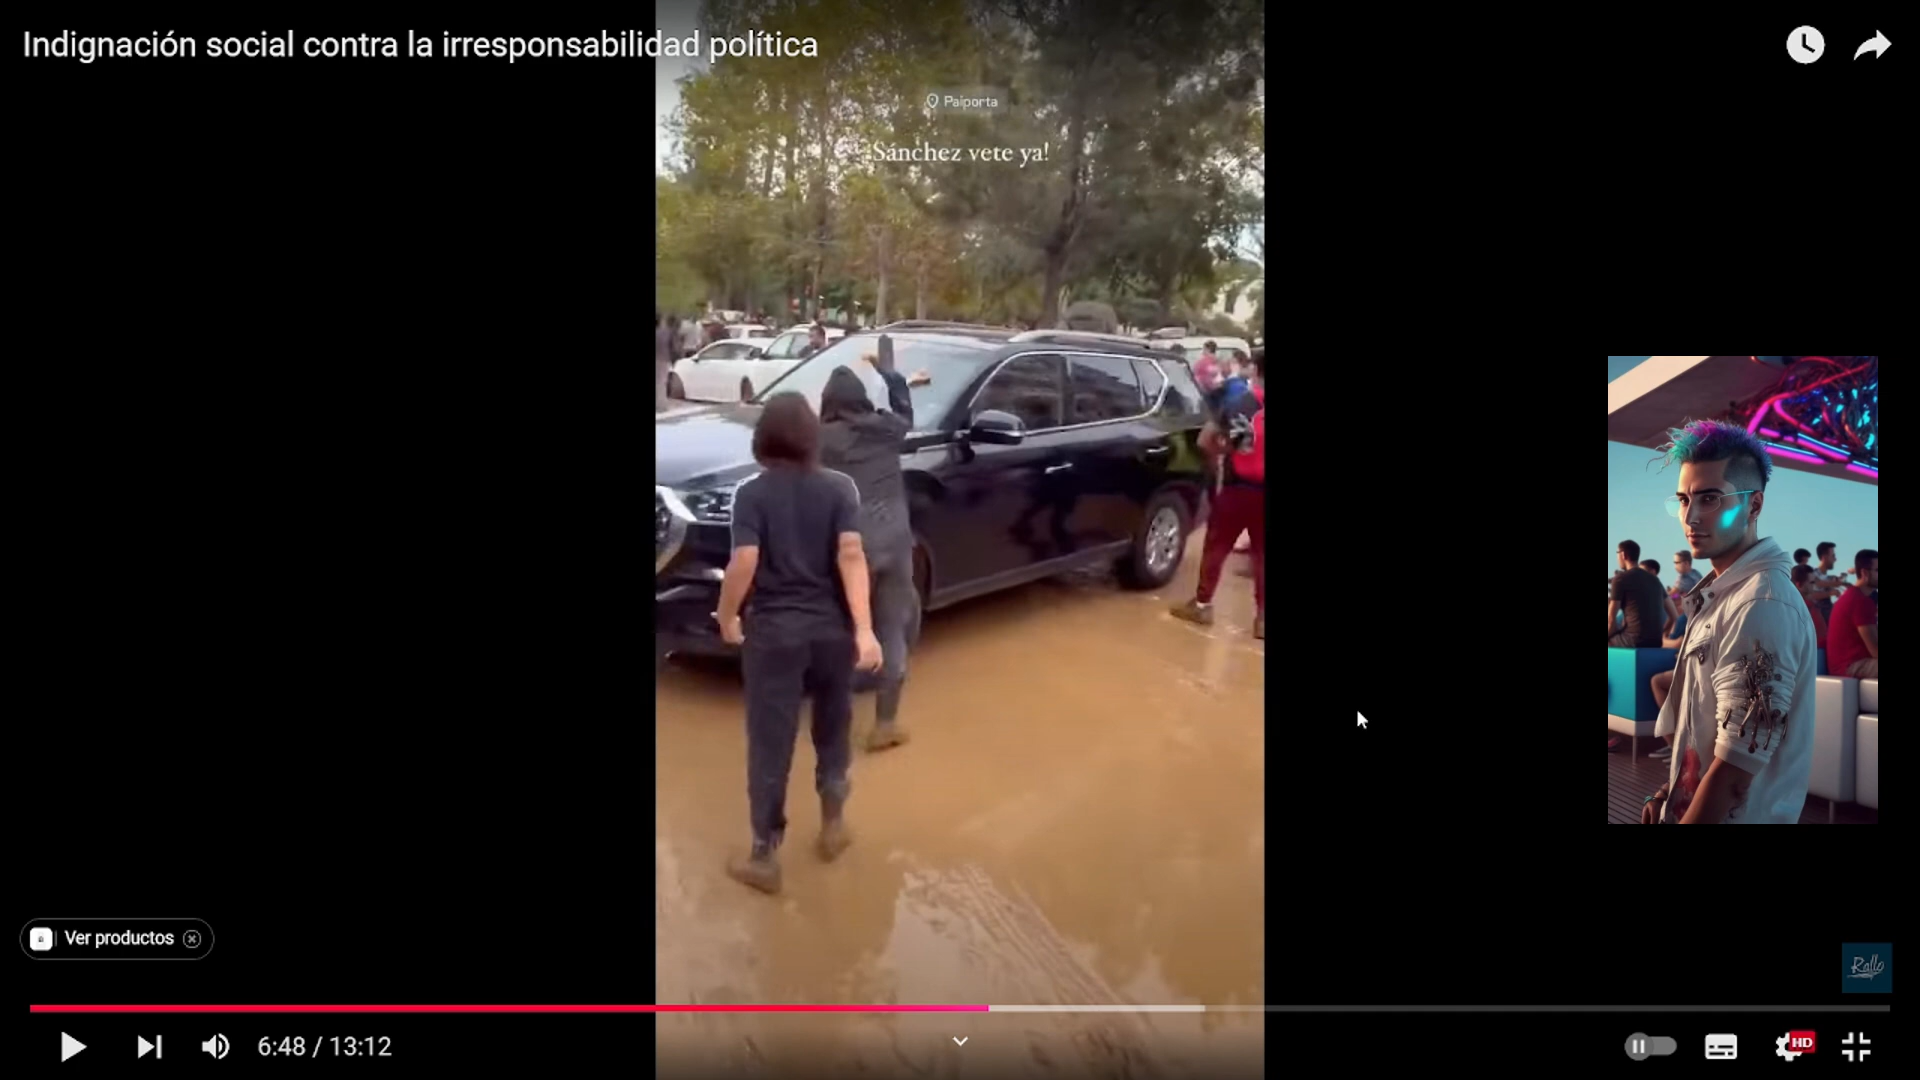 Indignación social contra la irresponsabilidad política
Paiporta
Sánchez vete ya!
Ver productos
Rallo
6:48 / 13:12
HD